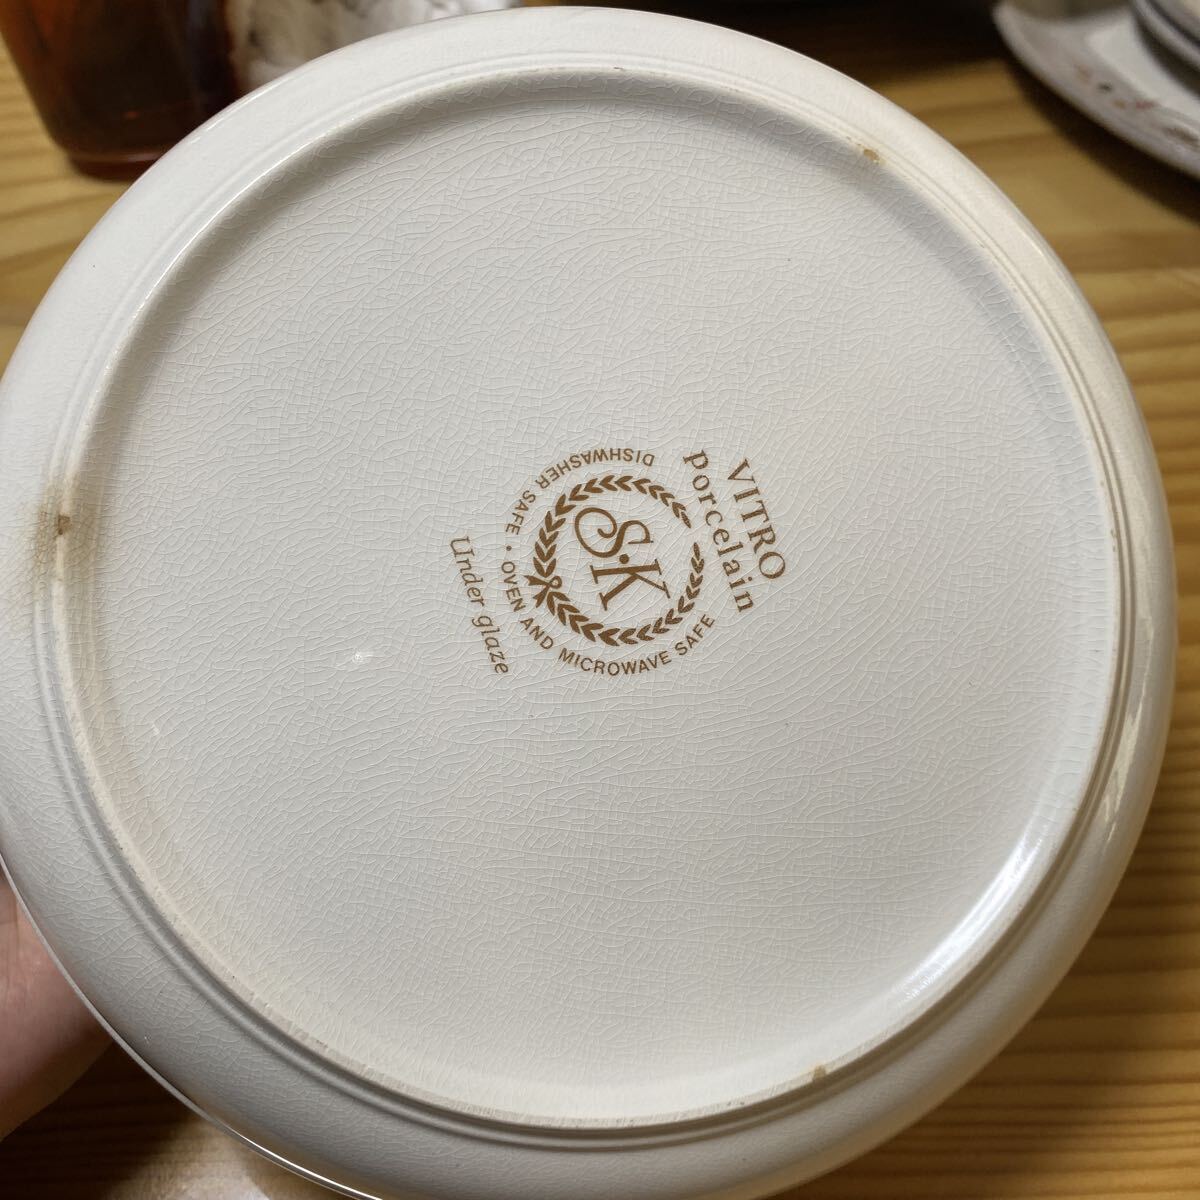 VITRO
porcelain
S·K
DISHWASHER SAFE · OVEN AND MICROWAVE SAFE
Under glaze